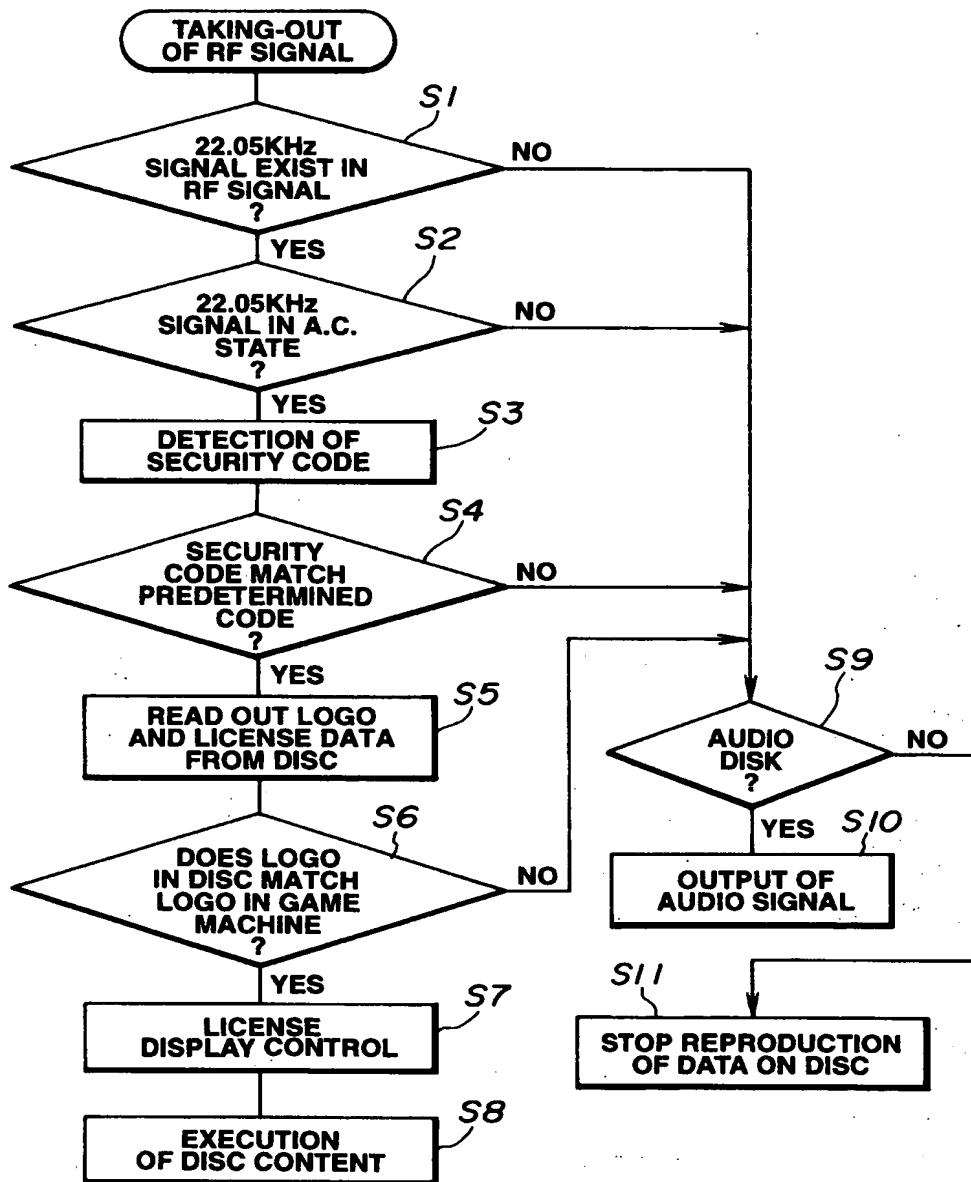 TAKING-OUT
OF RF SIGNAL
S1
22.05KHz
SIGNAL EXIST IN
RF SIGNAL
?
NO
YES
S2
22.05KHz
SIGNAL IN A.C.
STATE
?
NO
YES
S3
DETECTION OF
SECURITY CODE
S4
SECURITY
CODE MATCH
PREDETERMINED
CODE
?
NO
YES
S5
READ OUT LOGO
AND LICENSE DATA
FROM DISC
S6
DOES LOGO
IN DISC MATCH
LOGO IN GAME
MACHINE
?
NO
YES
S7
LICENSE
DISPLAY CONTROL
S8
EXECUTION
OF DISC CONTENT
S9
AUDIO
DISK
?
NO
YES
S10
OUTPUT OF
AUDIO SIGNAL
S11
STOP REPRODUCTION
OF DATA ON DISC